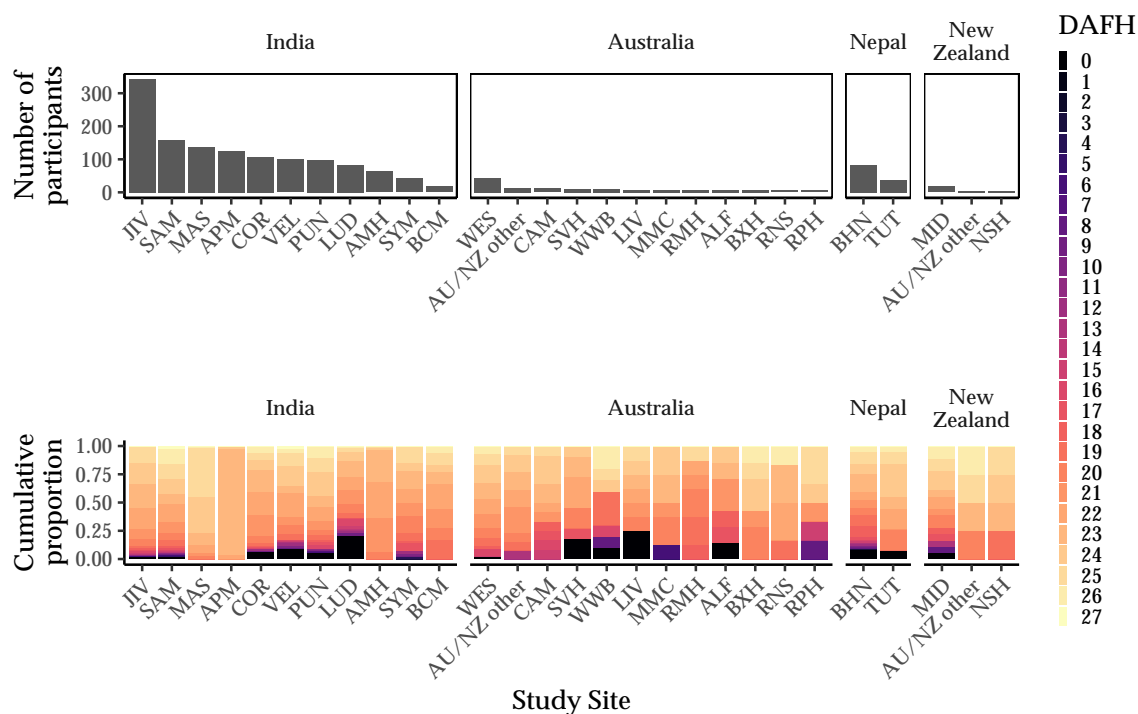 India
Australia
Nepal
New
Zealand
Number of
participants
300
200
100
0
JIV
SAM
MAS
APM
COR
VEL
PUN
LUD
AMH
SYM
BCM
WES
AU/NZ other
CAM
SVH
WWB
LIV
MMC
RMH
ALF
BXH
RNS
RPH
BHN
TUT
MID
AU/NZ other
NSH
India
Australia
Nepal
New
Zealand
Cumulative
proportion
1.00
0.75
0.50
0.25
0.00
JIV
SAM
MAS
APM
COR
VEL
PUN
LUD
AMH
SYM
BCM
WES
AU/NZ other
CAM
SVH
WWB
LIV
MMC
RMH
ALF
BXH
RNS
RPH
BHN
TUT
MID
AU/NZ other
NSH
Study Site
DAFH
0
1
2
3
4
5
6
7
8
9
10
11
12
13
14
15
16
17
18
19
20
21
22
23
24
25
26
27